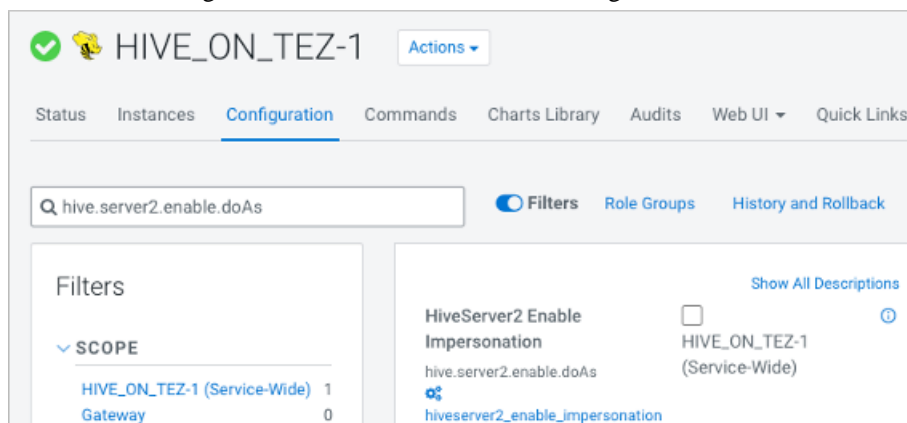 HIVE_ON_TEZ-1
Actions
Status Instances Configuration Commands Charts Library Audits Web UI Quick Links
hive.server2.enable.doAs
Filters Role Groups History and Rollback
Filters
SCOPE
HIVE_ON_TEZ-1 (Service-Wide) 1
Gateway 0
Show All Descriptions
HiveServer2 Enable
Impersonation
hive.server2.enable.doAs
hiveserver2_enable_impersonation
HIVE_ON_TEZ-1
(Service-Wide)